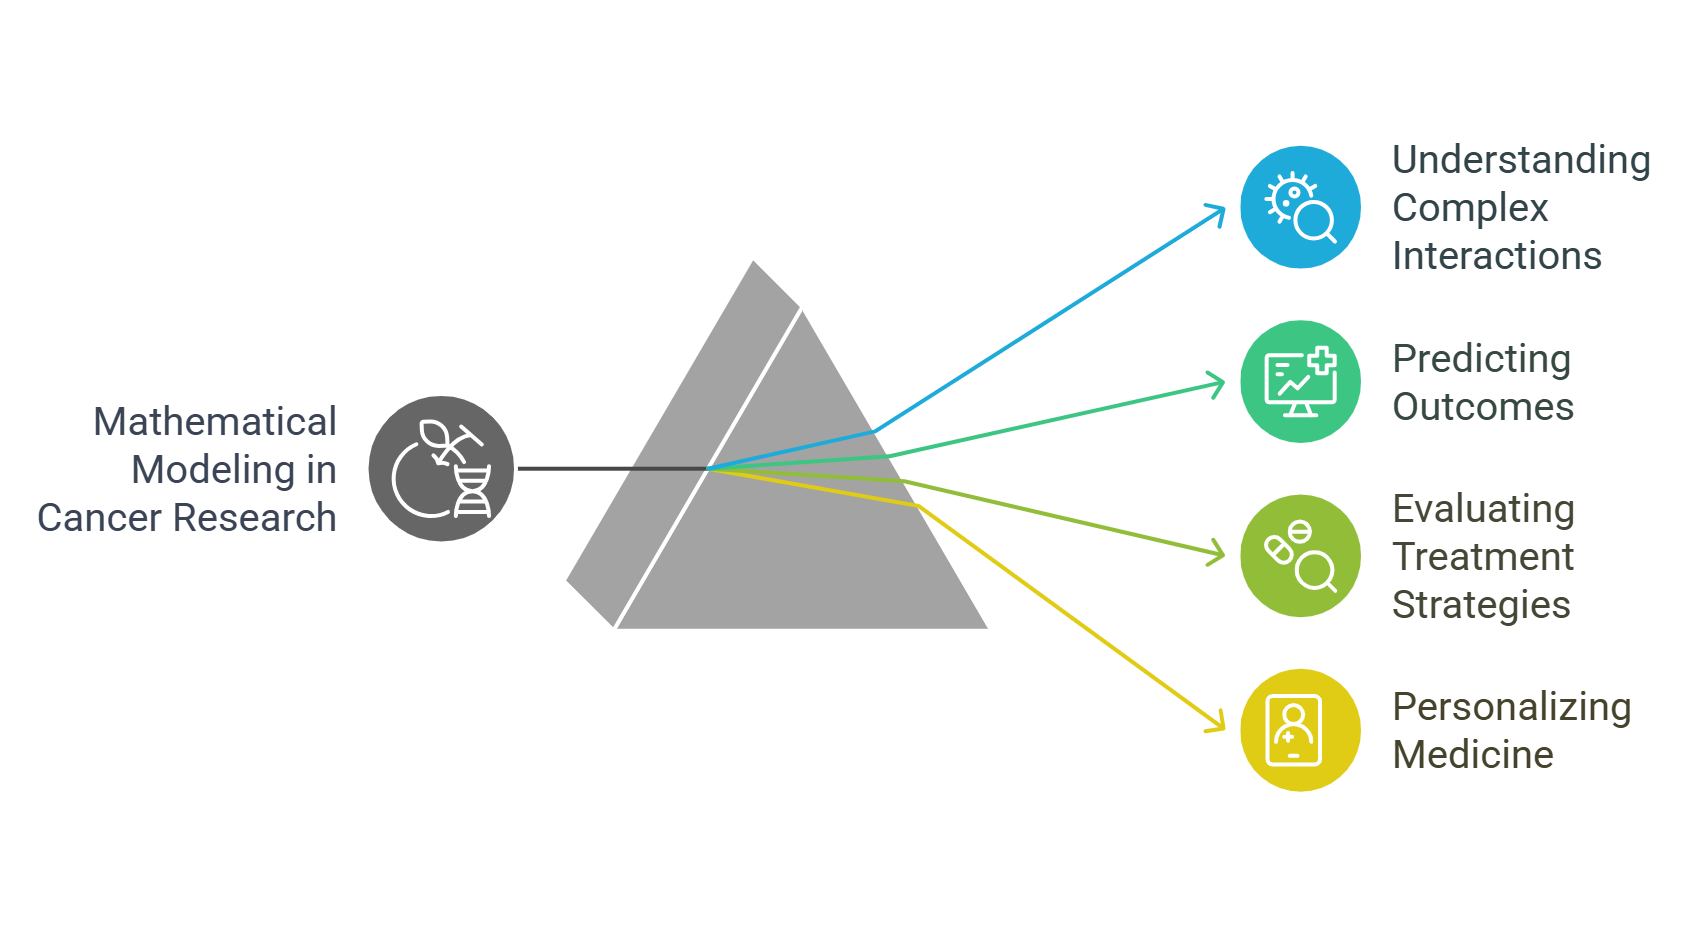 Mathematical
Modeling in
Cancer Research
Understanding
Complex
Interactions
Predicting
Outcomes
Evaluating
Treatment
Strategies
Personalizing
Medicine